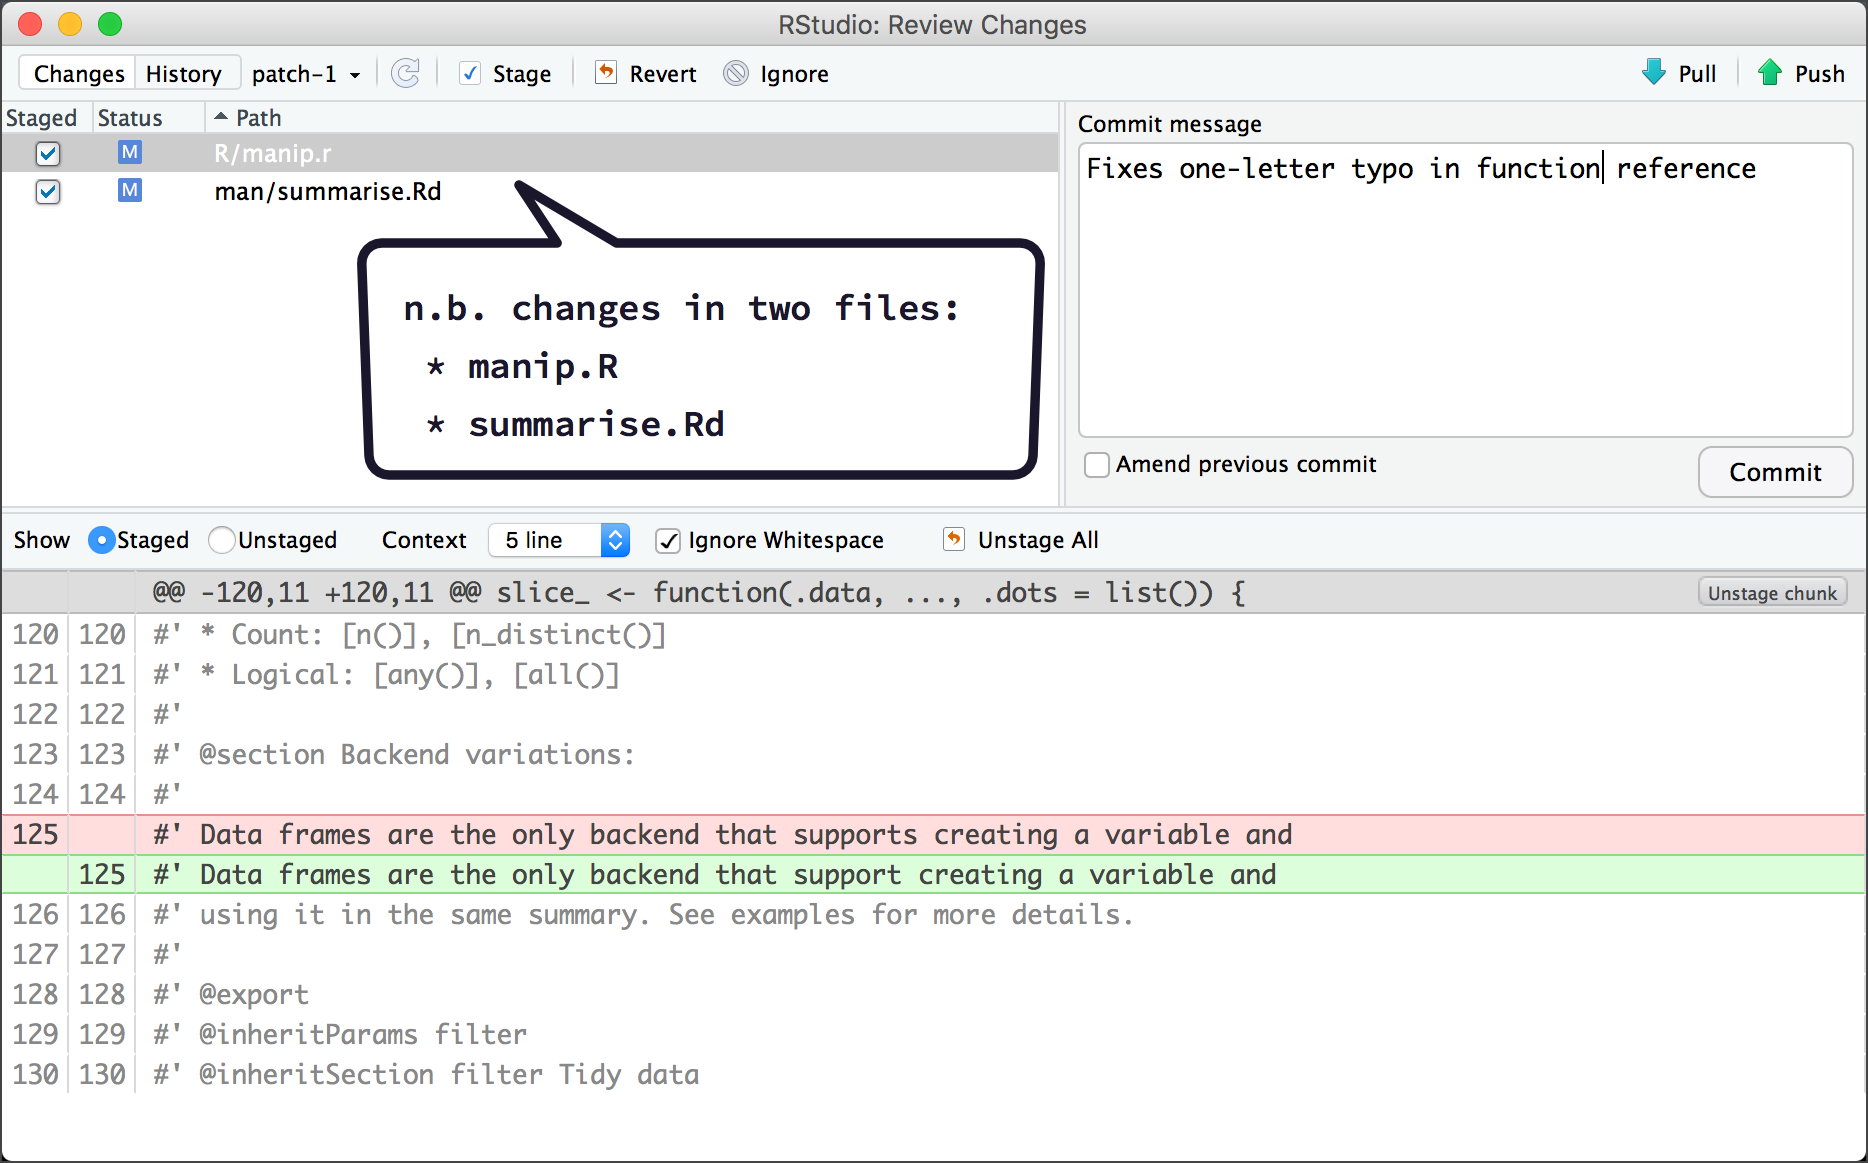 RStudio: Review Changes
Changes History patch-1 Stage Revert Ignore Pull Push
Staged Status Path
M R/manip.r
M man/summarise.Rd
n.b. changes in two files:
* manip.R
* summarise.Rd
Commit message
Fixes one-letter typo in function reference
Amend previous commit
Commit
Show Staged Unstaged Context 5 line Ignore Whitespace Unstage All
@@ -120,11 +120,11 @@ slice_ <- function(.data, ..., .dots = list()) { Unstage chunk
120 120 #' * Count: [n()], [n_distinct()]
121 121 #' * Logical: [any()], [all()]
122 122 #'
123 123 #' @section Backend variations:
124 124 #'
125 #' Data frames are the only backend that supports creating a variable and
125 #' Data frames are the only backend that support creating a variable and
126 126 #' using it in the same summary. See examples for more details.
127 127 #'
128 128 #' @export
129 129 #' @inheritParams filter
130 130 #' @inheritSection filter Tidy data